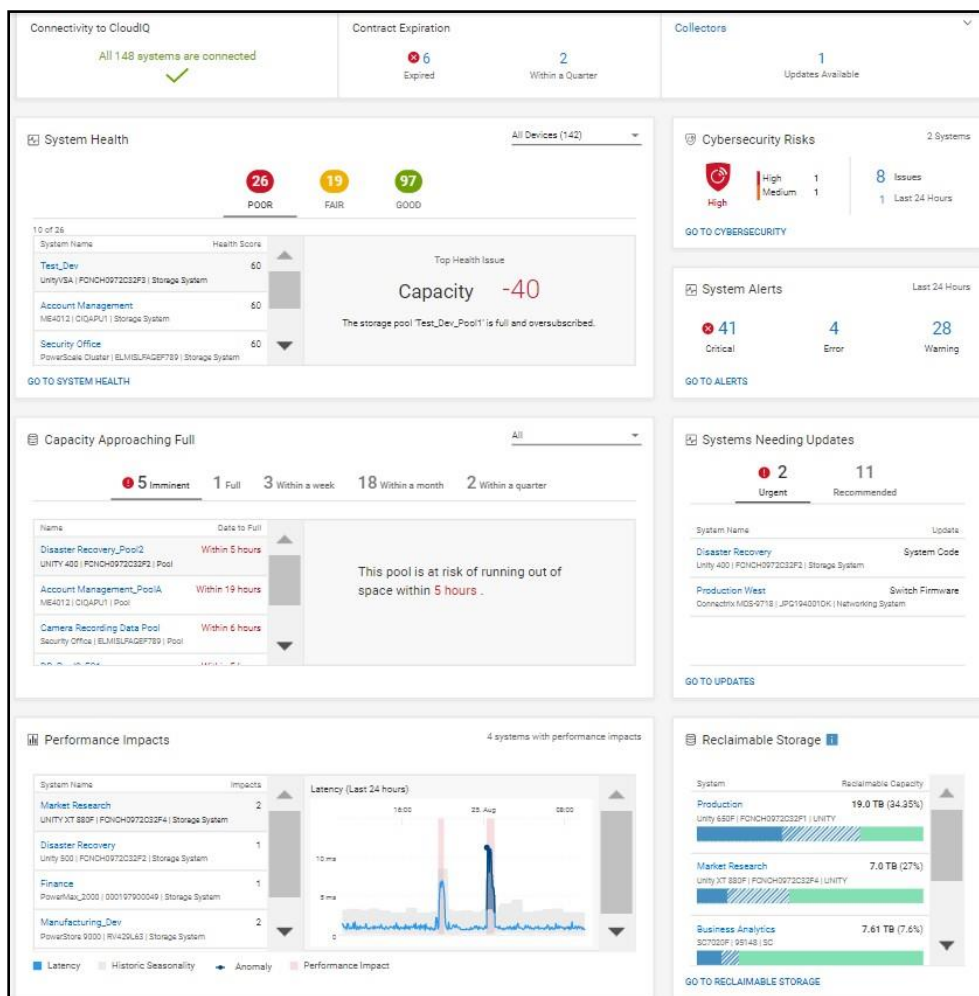 Connectivity to CloudIQ
All 148 systems are connected
Contract Expiration
6
Expired
2
Within a Quarter
Collectors
1
Updates Available
System Health
All Devices (142)
26
POOR
19
FAIR
97
GOOD
10 of 26
System Name Health Score
Test_Dev 60
UnityVSA | FCNCH0972C32F3 | Storage System
Account Management 60
ME4012 | CIQAPU1 | Storage System
Security Office 60
PowerScale Cluster | ELMISLFAGEF789 | Storage System
Top Health Issue
Capacity -40
The storage pool 'Test_Dev_Pool1' is full and oversubscribed.
GO TO SYSTEM HEALTH
Cybersecurity Risks 2 Systems
High
High 1
Medium 1
8 Issues
1 Last 24 Hours
GO TO CYBERSECURITY
System Alerts Last 24 Hours
41
Critical
4
Error
28
Warning
GO TO ALERTS
Capacity Approaching Full
All
5 Imminent 1 Full 3 Within a week 18 Within a month 2 Within a quarter
Name Date to Full
Disaster Recovery_Pool2 Within 5 hours
UNITY 400 | FCNCH0972C32F2 | Pool
Account Management_PoolA Within 19 hours
ME4012 | CIQAPU1 | Pool
Camera Recording Data Pool Within 6 hours
Security Office | ELMISLFAGEF789 | Pool
This pool is at risk of running out of
space within 5 hours .
Systems Needing Updates
2
Urgent
11
Recommended
System Name Update
Disaster Recovery System Code
Unity 400 | FCNCH0972C32F2 | Storage System
Production West Switch Firmware
Connectrix MDS-9718 | JPG194001DK | Networking System
GO TO UPDATES
Performance Impacts 4 systems with performance impacts
System Name Impacts
Market Research 2
UNITY XT 880F | FCNCH0972C32F4 | Storage System
Disaster Recovery 1
Unity 500 | FCNCH0972C32F2 | Storage System
Finance 1
PowerMax_2000 | 000197900049 | Storage System
Manufacturing_Dev 2
PowerStore 9000 | RV429L63 | Storage System
Latency (Last 24 hours)
16:00 25. Aug 08:00
10 ms
5 ms
0
Latency Historic Seasonality Anomaly Performance Impact
Reclaimable Storage
System Reclaimable Capacity
Production 19.0 TB (34.35%)
Unity 650F | FCNCH0972C32F1 | UNITY
Market Research 7.0 TB (27%)
Unity XT 880F | FCNCH0972C32F4 | UNITY
Business Analytics 7.61 TB (7.6%)
SC7020F | 95148 | SC
GO TO RECLAIMABLE STORAGE